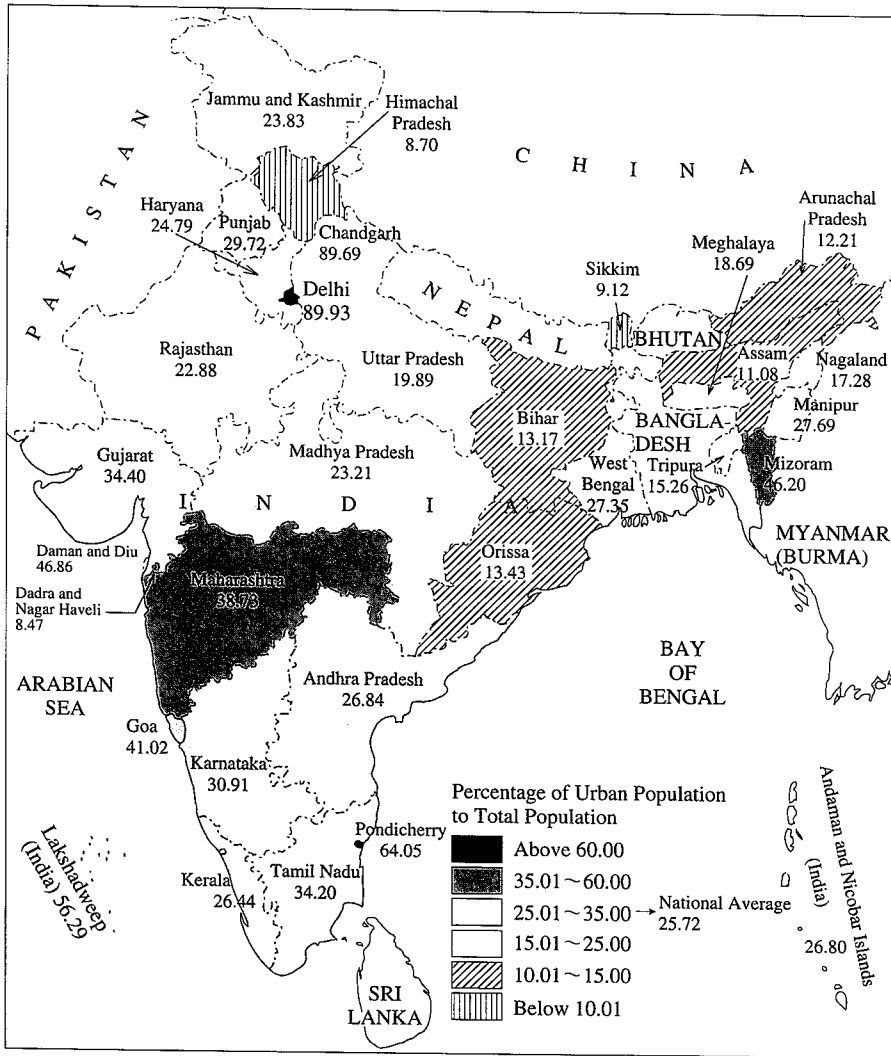 Jammu and Kashmir
23.83
Himachal
Pradesh
8.70
C H I N A
PAKISTAN
Haryana
24.79
Punjab
29.72
Chandgarh
89.69
Arunachal
Pradesh
12.21
Meghalaya
18.69
Sikkim
9.12
Delhi
89.93
NEPAL
BHUTAN
Rajasthan
22.88
Uttar Pradesh
19.89
Assam
11.08
Nagaland
17.28
Bihar
13.17
Manipur
27.69
BANGLA-
DESH
Gujarat
34.40
Madhya Pradesh
23.21
West
Bengal
27.35
Tripura
15.26
Mizoram
46.20
I N D I A
MYANMAR
(BURMA)
Daman and Diu
46.86
Orissa
13.43
Maharashtra
38.73
Dadra and
Nagar Haveli
8.47
ARABIAN
SEA
BAY
OF
BENGAL
Andhra Pradesh
26.84
Goa
41.02
Karnataka
30.91
Lakshadweep
(India) 56.29
Pondicherry
64.05
Kerala
26.44
Tamil Nadu
34.20
SRI
LANKA
Andaman and Nicobar Islands
(India)
26.80
Percentage of Urban Population
to Total Population
Above 60.00
35.01～60.00
25.01～35.00 → National Average
25.72
15.01～25.00
10.01～15.00
Below 10.01